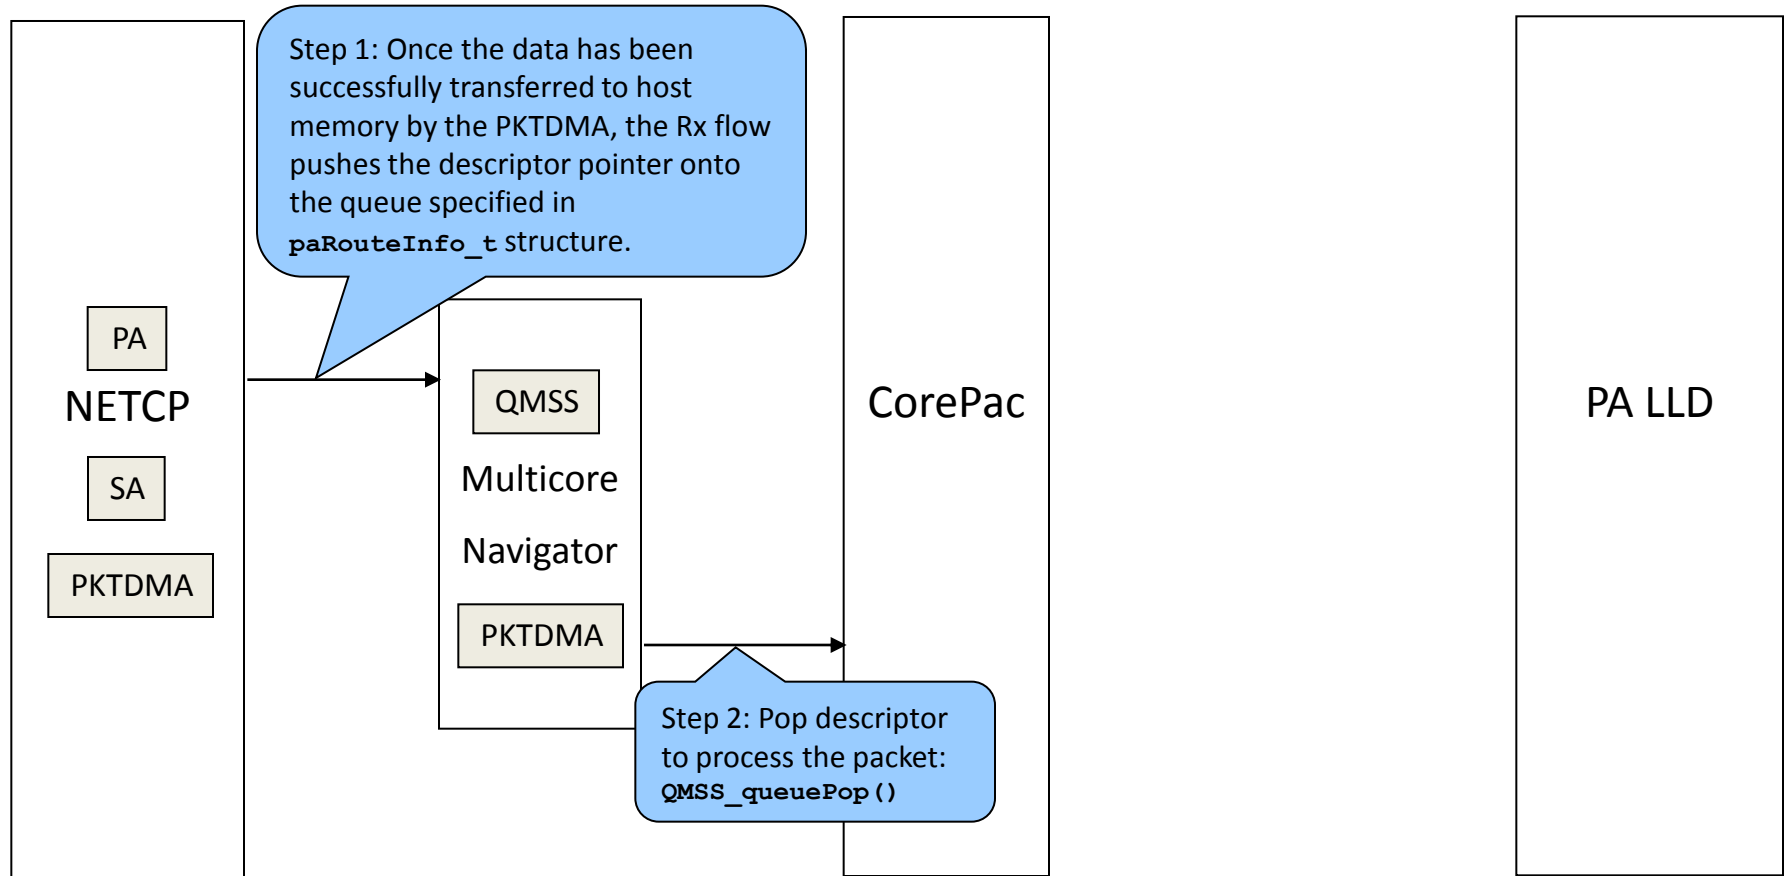 Step 1: Once the data has been
successfully transferred to host
memory by the PKTDMA, the Rx flow
pushes the descriptor pointer onto
the queue specified in
paRouteInfo_t structure.
PA
NETCP
SA
PKTDMA
QMSS
Multicore
Navigator
PKTDMA
Step 2: Pop descriptor
to process the packet:
QMSS_queuePop()
CorePac
PA LLD